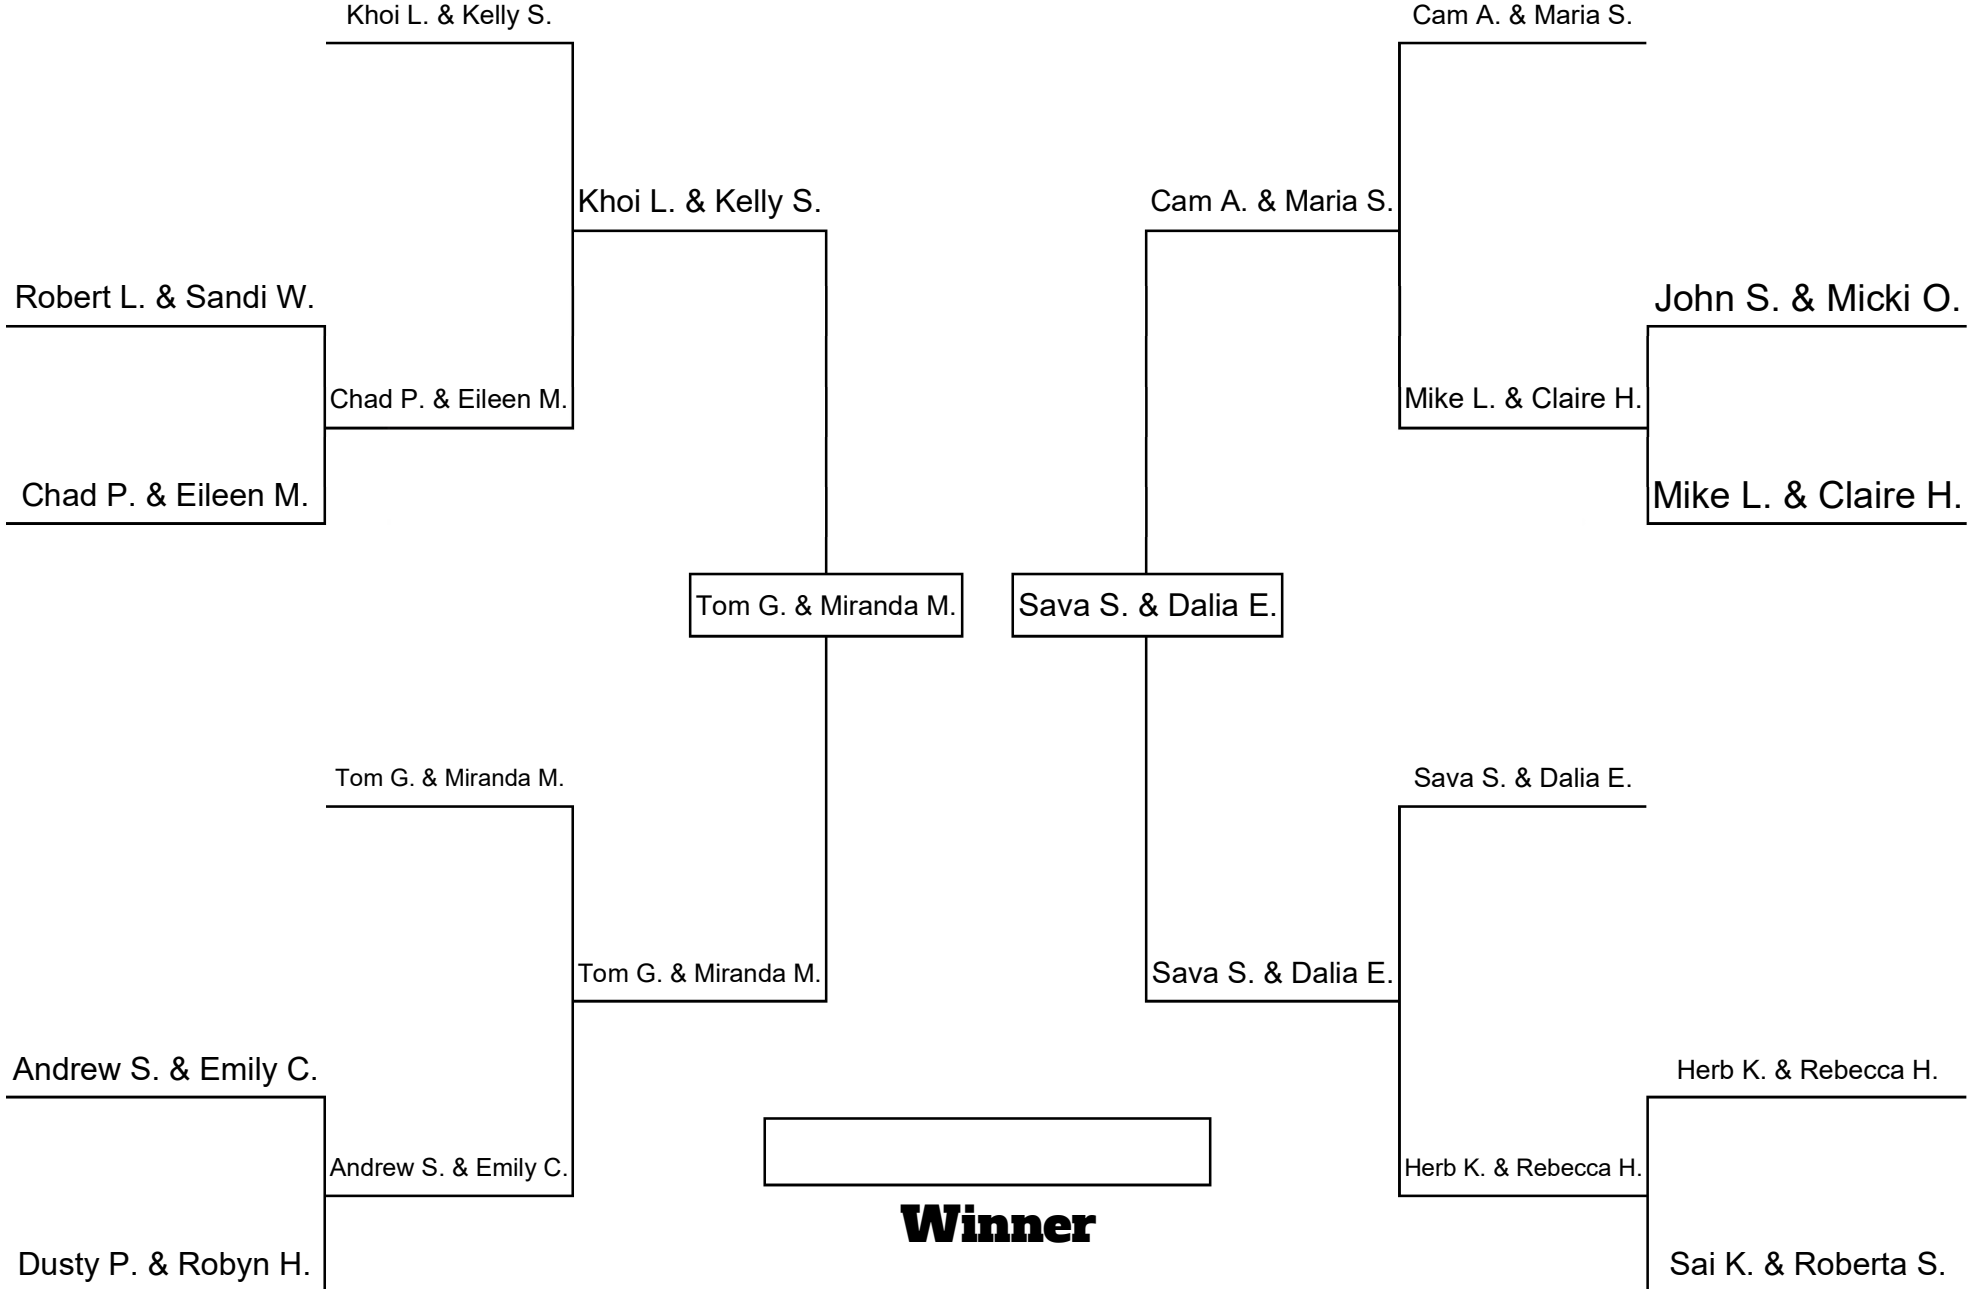 Khoi L. & Kelly S.
Cam A. & Maria S.
Khoi L. & Kelly S.
Cam A. & Maria S.
Robert L. & Sandi W.
John S. & Micki O.
Chad P. & Eileen M.
Mike L. & Claire H.
Chad P. & Eileen M.
Mike L. & Claire H.
Tom G. & Miranda M.
Sava S. & Dalia E.
Tom G. & Miranda M.
Sava S. & Dalia E.
Tom G. & Miranda M.
Sava S. & Dalia E.
Andrew S. & Emily C.
Herb K. & Rebecca H.
Andrew S. & Emily C.
Herb K. & Rebecca H.
Winner
Dusty P. & Robyn H.
Sai K. & Roberta S.